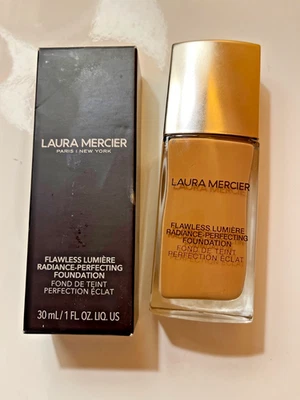 LAURA MERCIER
PARIS | NEW YORK
FLAWLESS LUMIÈRE
RADIANCE-PERFECTING
FOUNDATION
FOND DE TEINT
PERFECTION ÉCLAT
30 mL / 1 FL. OZ. LIQ. US
LAURA MERCIER
FLAWLESS LUMIÈRE
RADIANCE-PERFECTING
FOUNDATION
FOND DE TEINT
PERFECTION ÉCLAT